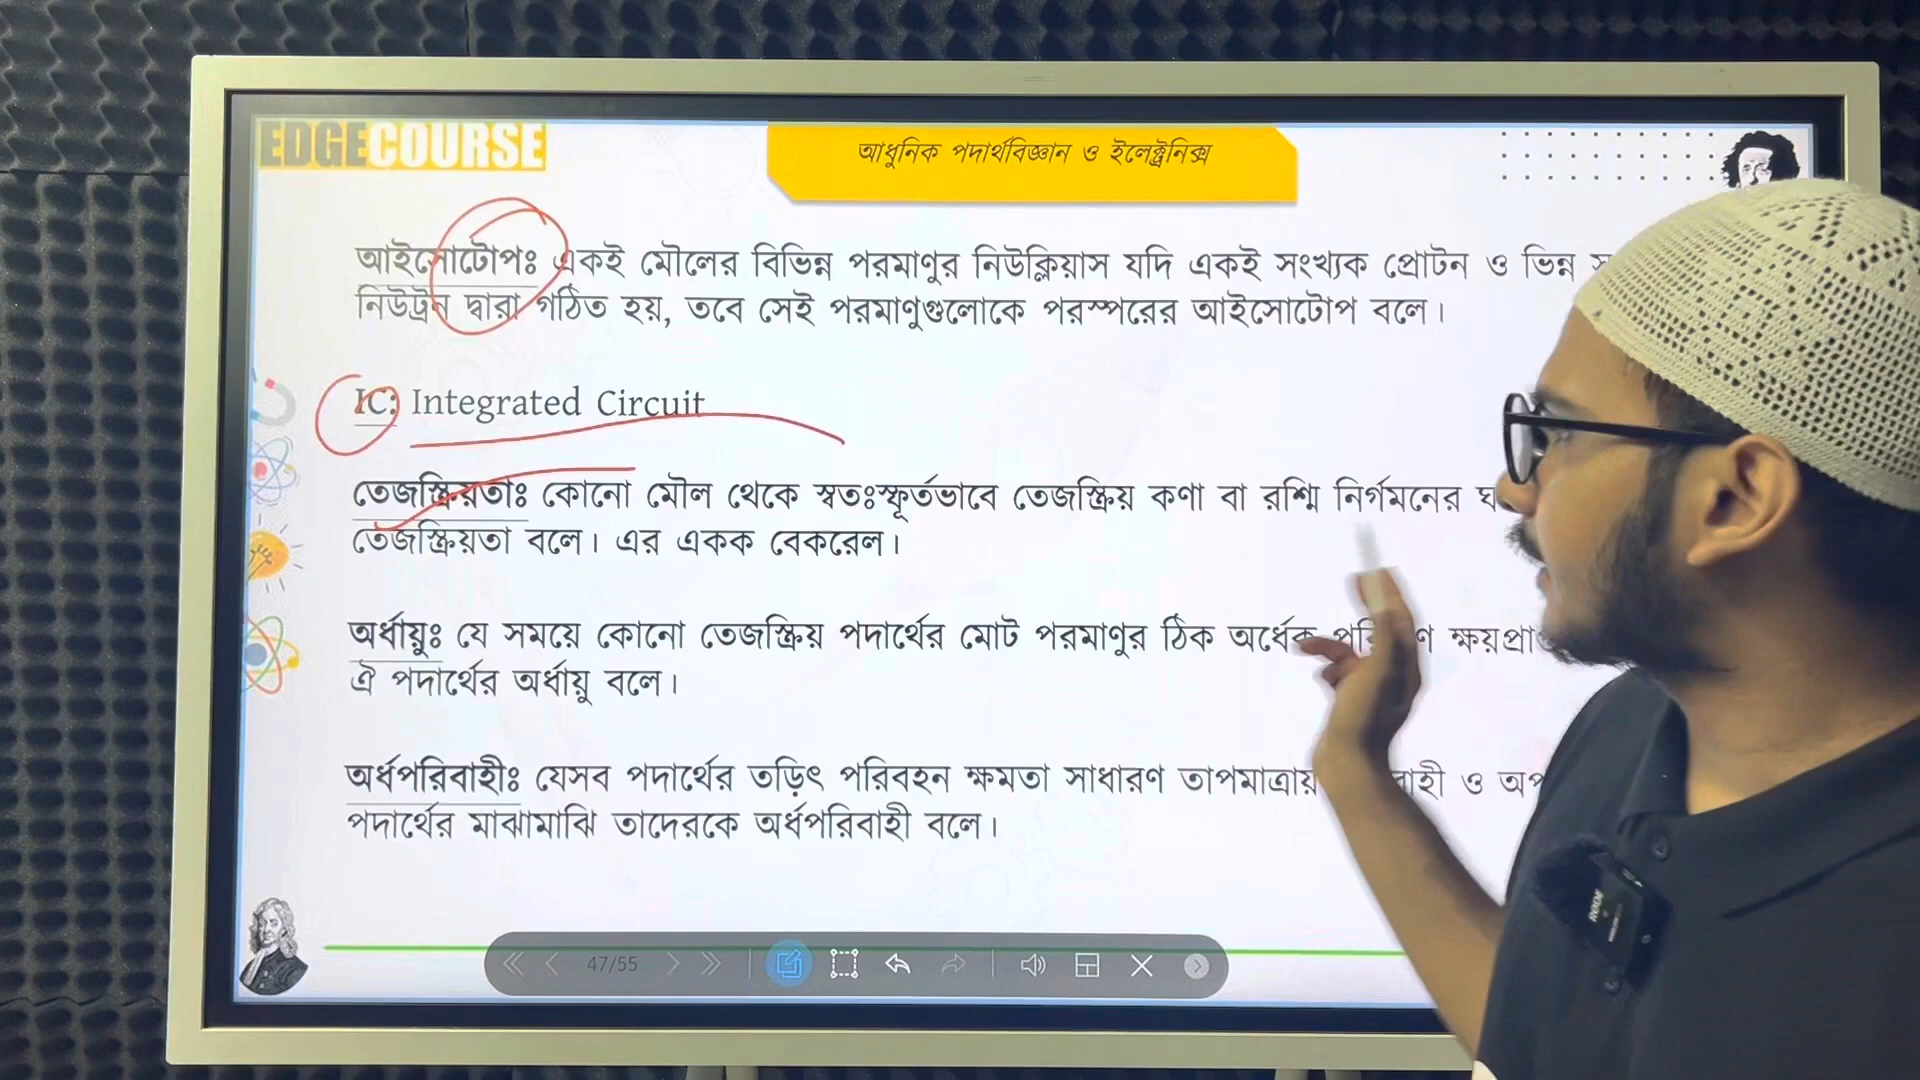 EDGECOURSE
আধুনিক পদার্থবিজ্ঞান ও ইলেক্ট্রনিক্স
আইসোটোপঃ একই মৌলের বিভিন্ন পরমাণুর নিউক্লিয়াস যদি একই সংখ্যক প্রোটন ও ভিন্ন
নিউট্রন দ্বারা গঠিত হয়, তবে সেই পরমাণুগুলোকে পরস্পরের আইসোটোপ বলে।
IC: Integrated Circuit
তেজস্ক্রিয়তাঃ কোনো মৌল থেকে স্বতঃস্ফূর্তভাবে তেজস্ক্রিয় কণা বা রশ্মি নির্গমনের
তেজস্ক্রিয়তা বলে। এর একক বেকরেল।
অর্ধায়ুঃ যে সময়ে কোনো তেজস্ক্রিয় পদার্থের মোট পরমাণুর ঠিক অর্ধেক
ঐ পদার্থের অর্ধায়ু বলে।
অর্ধপরিবাহীঃ যেসব পদার্থের তড়িৎ পরিবহন ক্ষমতা সাধারণ তাপমাত্রায় ও
পদার্থের মাঝামাঝি তাদেরকে অর্ধপরিবাহী বলে।
47/55
RODE